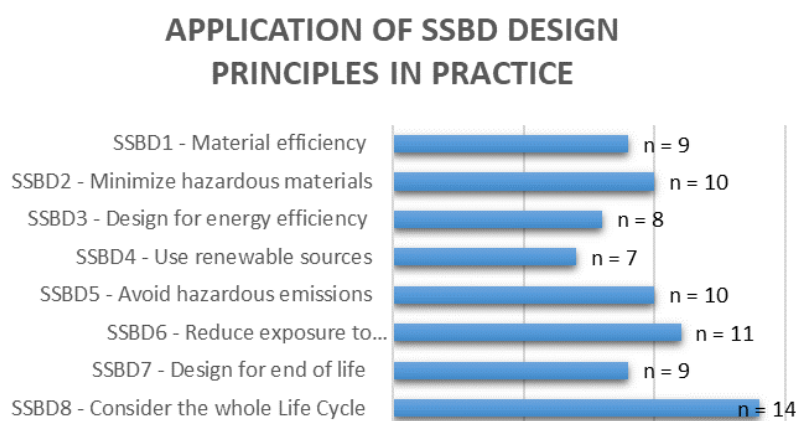 APPLICATION OF SSBD DESIGN
PRINCIPLES IN PRACTICE
SSBD1 - Material efficiency n = 9
SSBD2 - Minimize hazardous materials n = 10
SSBD3 - Design for energy efficiency n = 8
SSBD4 - Use renewable sources n = 7
SSBD5 - Avoid hazardous emissions n = 10
SSBD6 - Reduce exposure to... n = 11
SSBD7 - Design for end of life n = 9
SSBD8 - Consider the whole Life Cycle n = 14